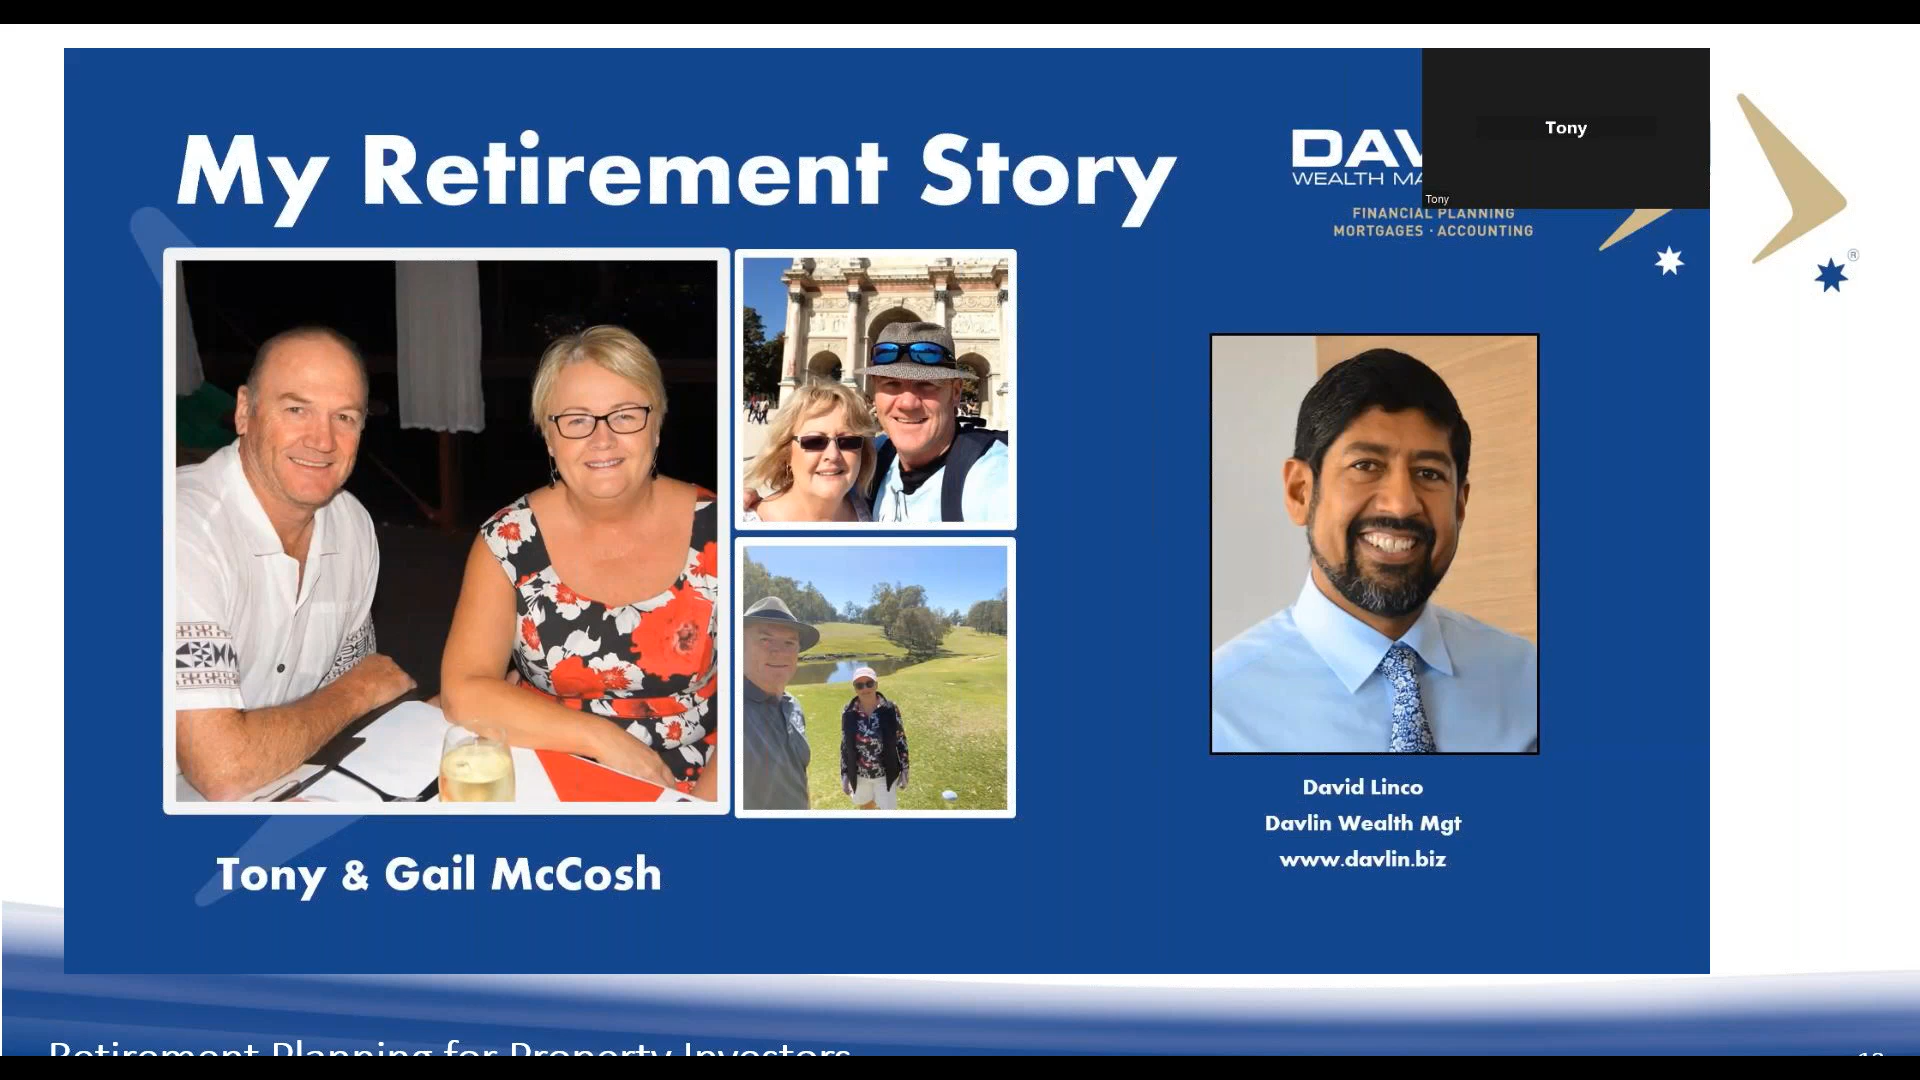 My Retirement Story
DAV
WEALTH MA
FINANCIAL PLANNING
MORTGAGES · ACCOUNTING
Tony
Tony
®
David Linco
Davlin Wealth Mgt
www.davlin.biz
Tony & Gail McCosh
Retirement Planning for Property Investors